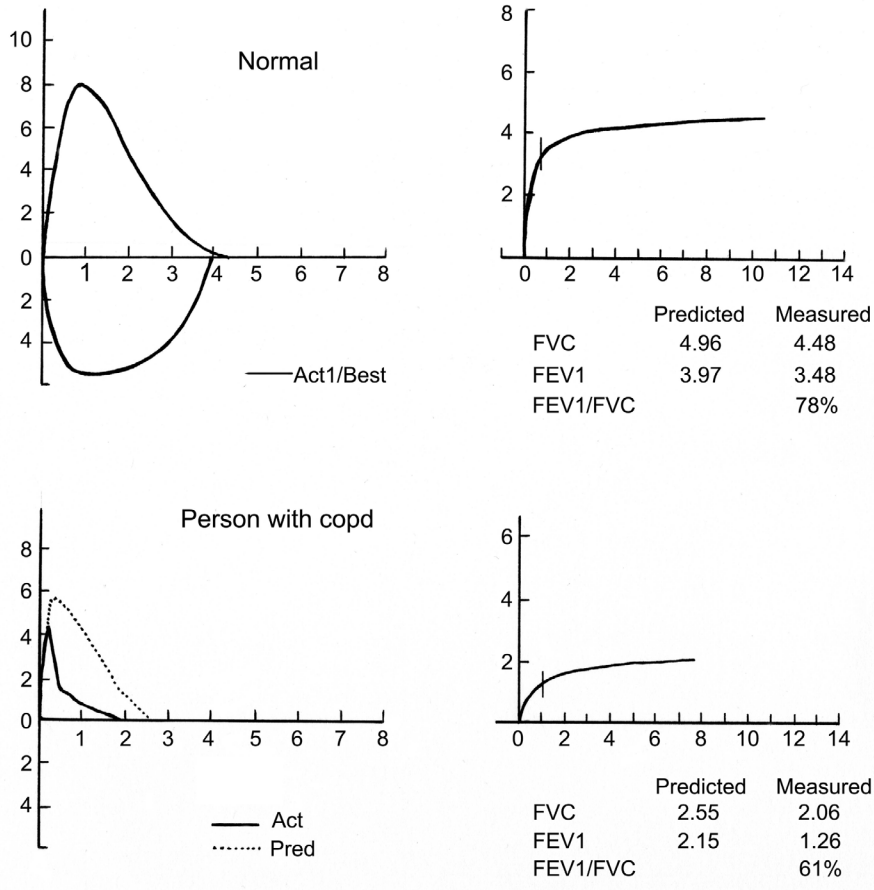 Normal
10
8
6
4
2
0
2
4
1 2 3 4 5 6 7 8
Act1/Best
8
6
4
2
0 2 4 6 8 10 12 14
Predicted Measured
FVC 4.96 4.48
FEV1 3.97 3.48
FEV1/FVC 78%
Person with copd
8
6
4
2
0
2
4
1 2 3 4 5 6 7 8
Act
Pred
6
4
2
0 2 4 6 8 10 12 14
Predicted Measured
FVC 2.55 2.06
FEV1 2.15 1.26
FEV1/FVC 61%